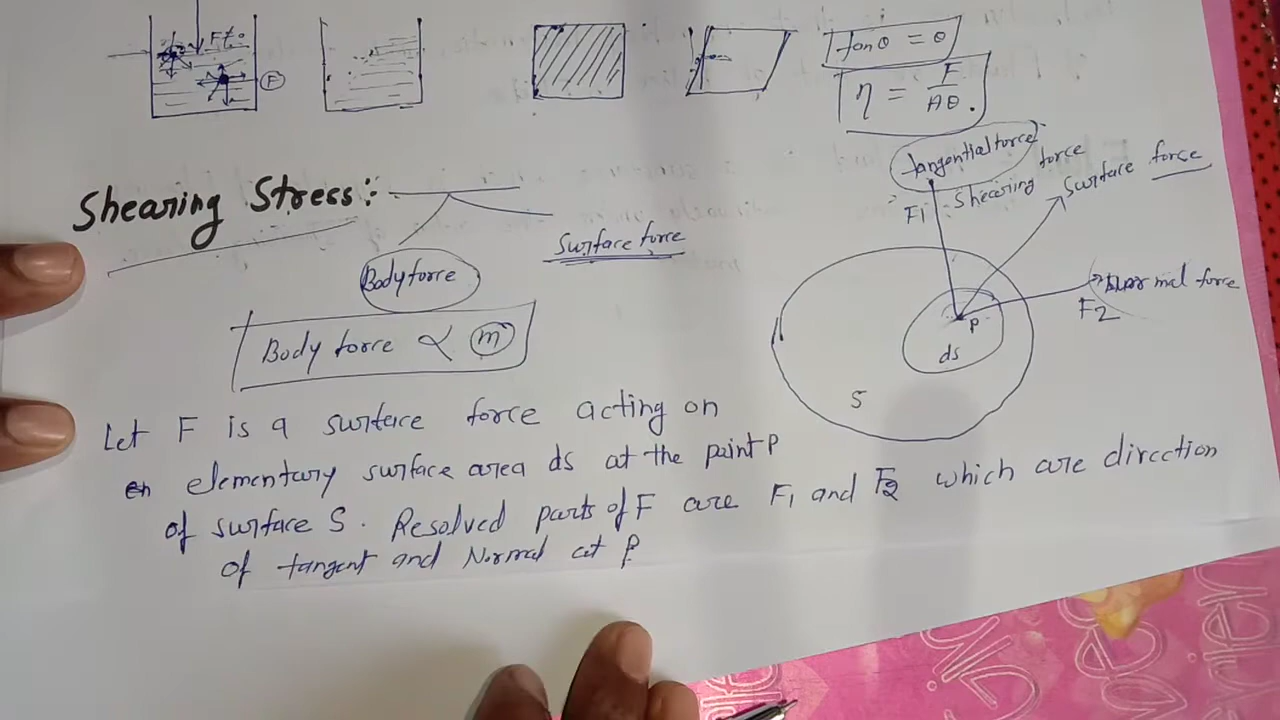 F
tanθ = θ
η = F / Aθ.
Tangential force
F1 Shearing force
Surface force
Shearing Stress:-
Surface force
Body force
Normal force
F2
P
ds
S
Body force ∝ m
Let F is a surface force acting on
en elementary surface area ds at the point P
of surface S. Resolved parts of F are F1 and F2 which are direction
of tangent and Normal at P